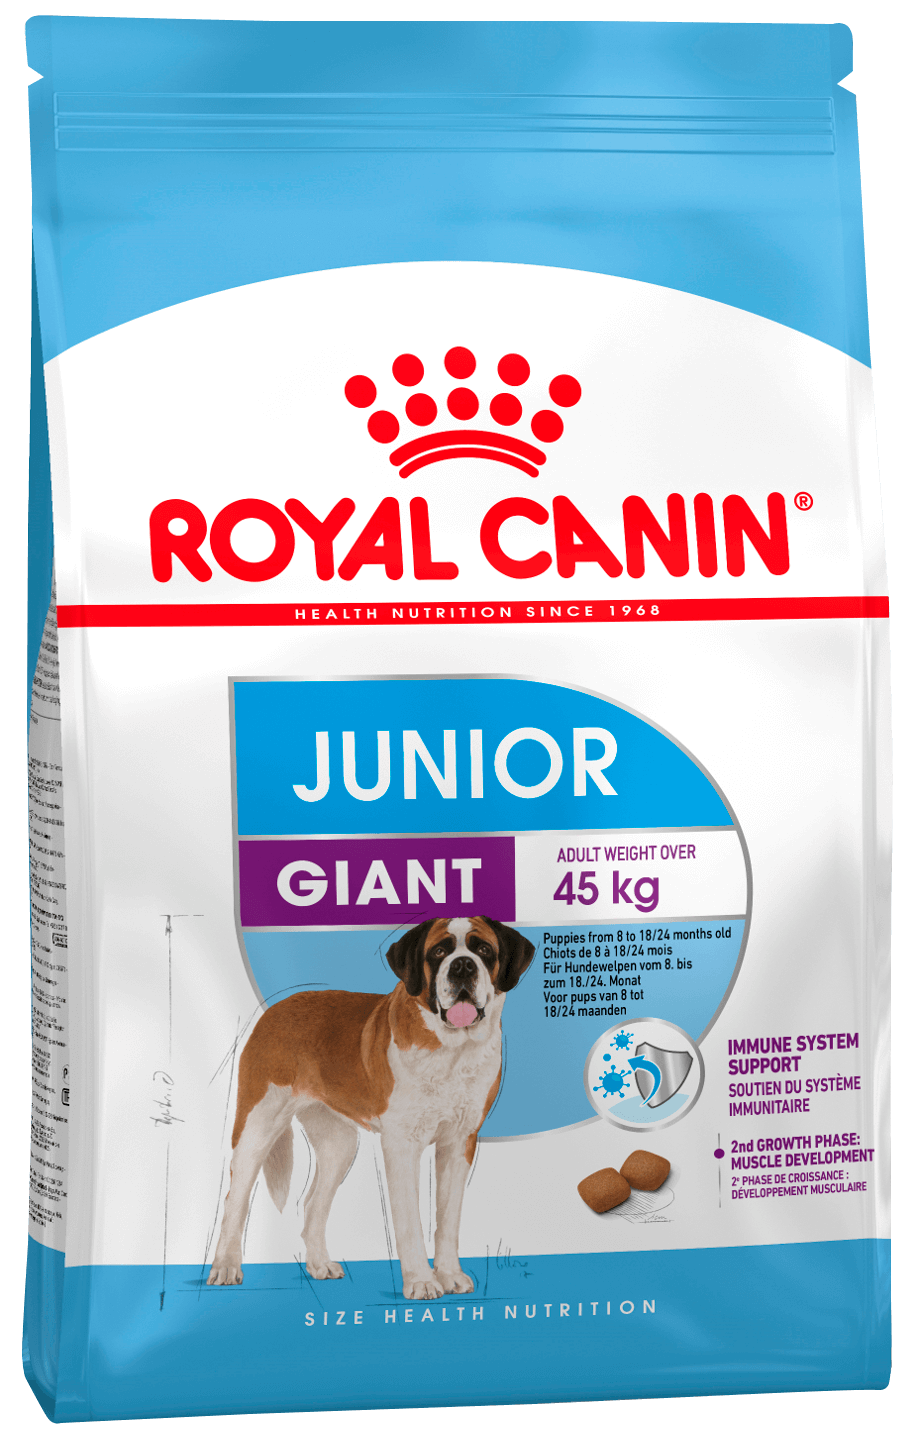 ROYAL CANIN®
HEALTH NUTRITION SINCE 1968
JUNIOR
GIANT
ADULT WEIGHT OVER
45 kg
Puppies from 8 to 18/24 months old
Chiots de 8 à 18/24 mois
Für Hundewelpen vom 8. bis
zum 18./24. Monat
Voor pups van 8 tot
18/24 maanden
IMMUNE SYSTEM
SUPPORT
SOUTIEN DU SYSTÈME
IMMUNITAIRE
2nd GROWTH PHASE:
MUSCLE DEVELOPMENT
2e PHASE DE CROISSANCE :
DÉVELOPPEMENT MUSCULAIRE
SIZE HEALTH NUTRITION